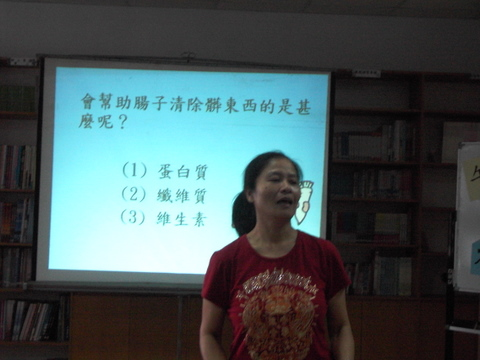 會幫助腸子清除髒東西的是甚
麼呢？
(1) 蛋白質
(2) 纖維質
(3) 維生素